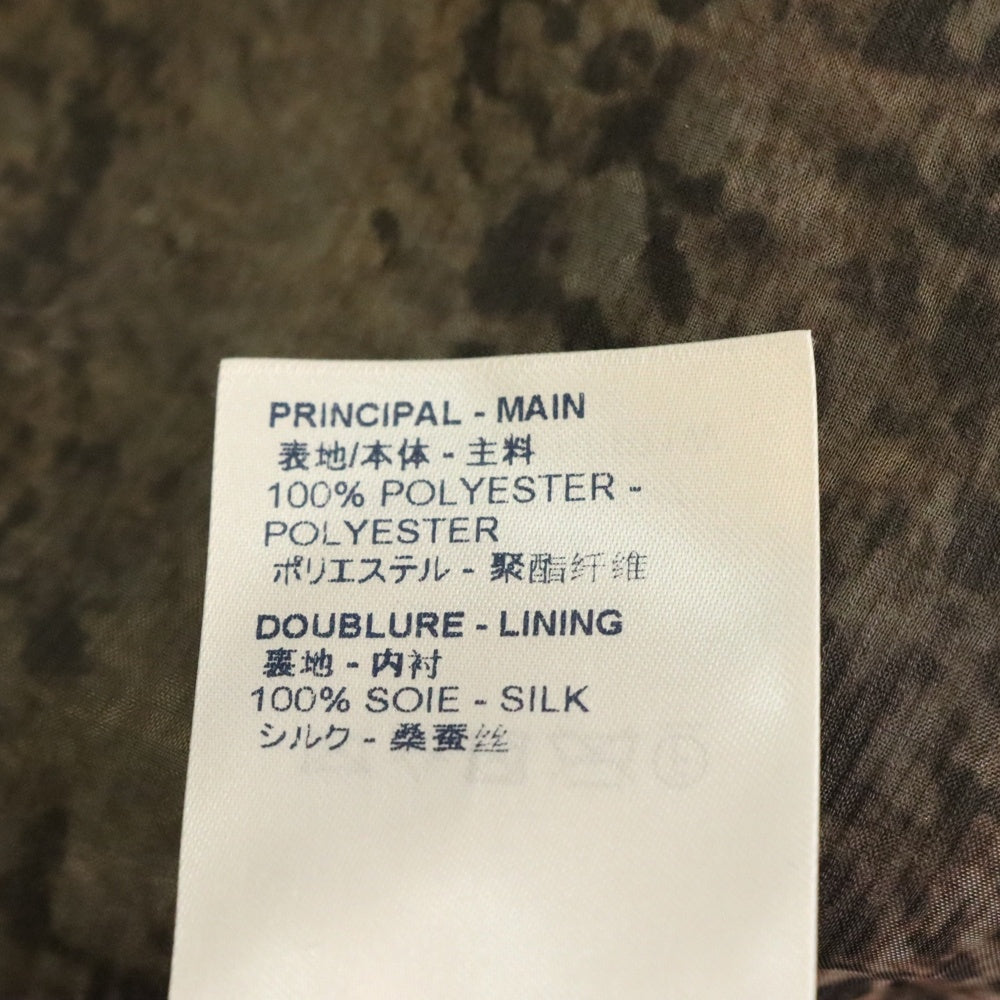 PRINCIPAL - MAIN
表地/本体 - 主料
100% POLYESTER -
POLYESTER
ポリエステル - 聚酯纤维
DOUBLURE - LINING
裏地 - 内衬
100% SOIE - SILK
シルク - 桑蚕丝